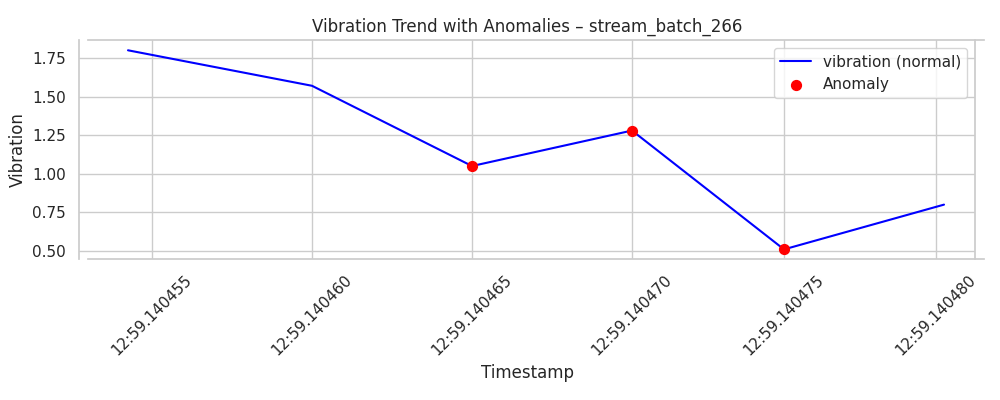 Vibration Trend with Anomalies – stream_batch_266
vibration (normal)
Anomaly
Vibration
1.75
1.50
1.25
1.00
0.75
0.50
12:59.140455
12:59.140460
12:59.140465
12:59.140470
12:59.140475
12:59.140480
Timestamp